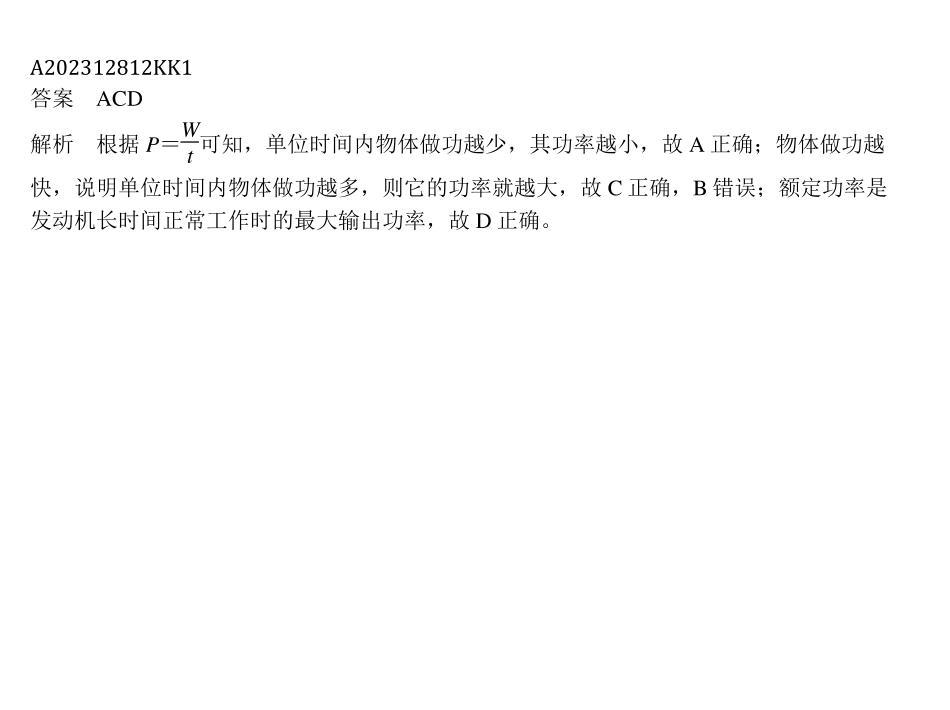 A202312812KK1
答案 ACD
解析 根据 P=W/t可知，单位时间内物体做功越少，其功率越小，故 A 正确；物体做功越
快，说明单位时间内物体做功越多，则它的功率就越大，故 C 正确，B 错误；额定功率是
发动机长时间正常工作时的最大输出功率，故 D 正确。